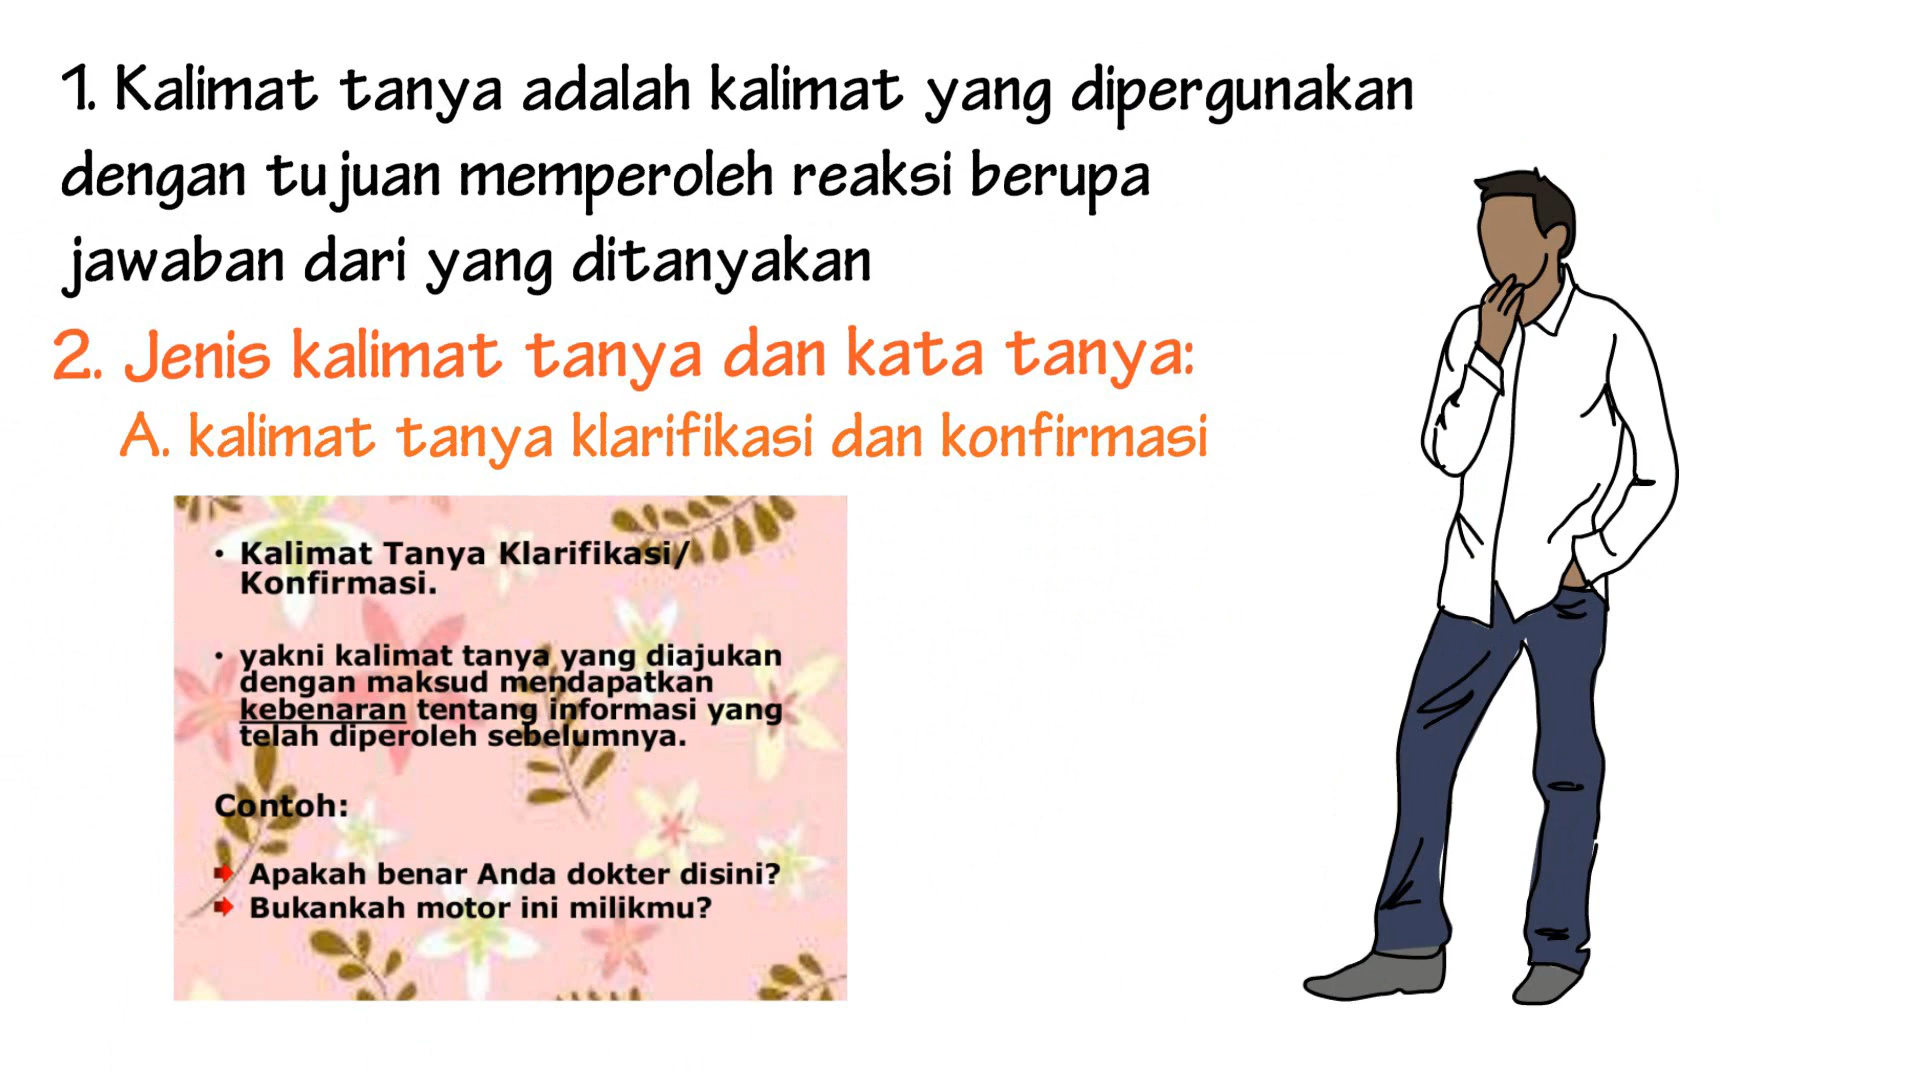 1. Kalimat tanya adalah kalimat yang dipergunakan
dengan tujuan memperoleh reaksi berupa
jawaban dari yang ditanyakan
2. Jenis kalimat tanya dan kata tanya:
A. kalimat tanya klarifikasi dan konfirmasi
• Kalimat Tanya Klarifikasi/
Konfirmasi.
• yakni kalimat tanya yang diajukan
dengan maksud mendapatkan
kebenaran tentang informasi yang
telah diperoleh sebelumnya.
Contoh:
Apakah benar Anda dokter disini?
Bukankah motor ini milikmu?